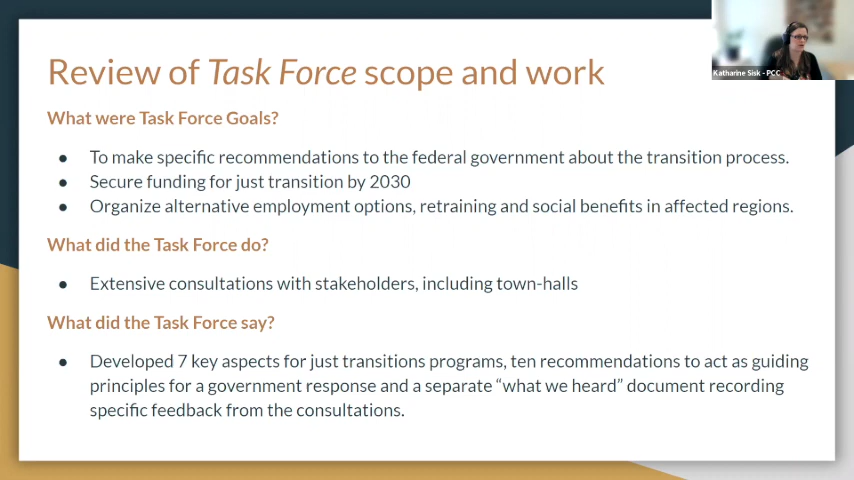 Review of Task Force scope and work
Katharine Sisk - PCC
What were Task Force Goals?
● To make specific recommendations to the federal government about the transition process.
● Secure funding for just transition by 2030
● Organize alternative employment options, retraining and social benefits in affected regions.
What did the Task Force do?
● Extensive consultations with stakeholders, including town-halls
What did the Task Force say?
● Developed 7 key aspects for just transitions programs, ten recommendations to act as guiding
principles for a government response and a separate “what we heard” document recording
specific feedback from the consultations.